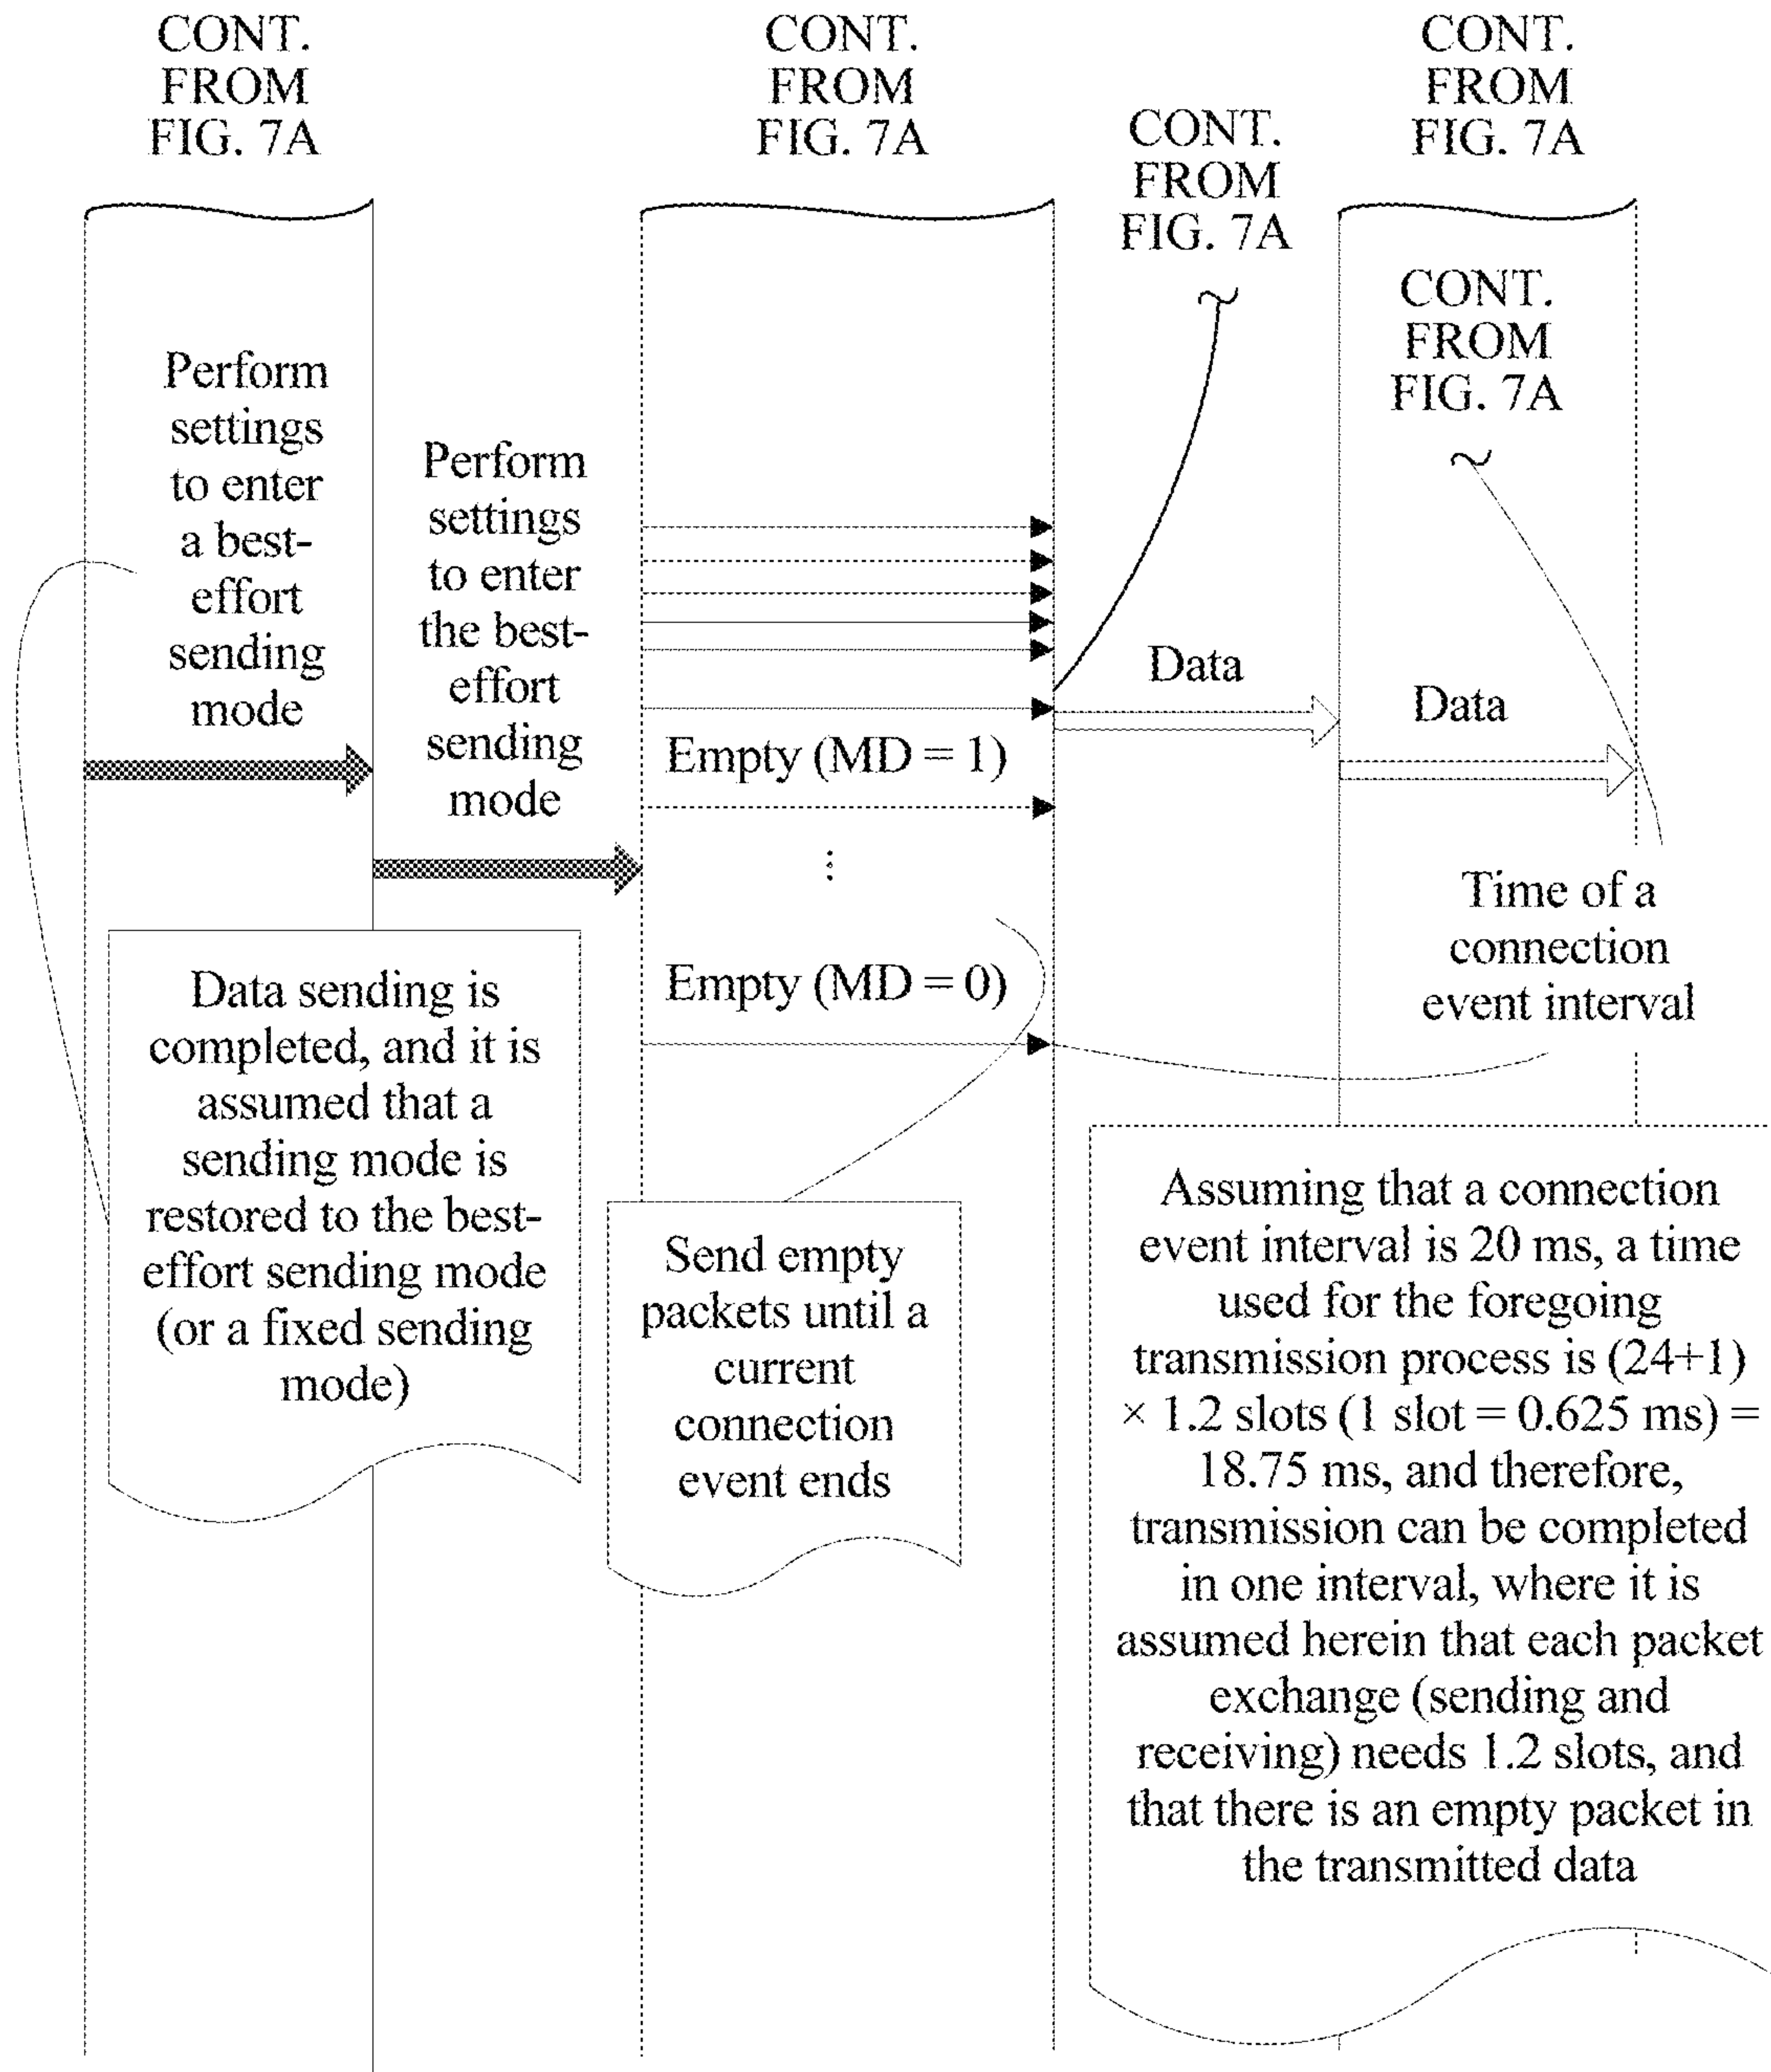 CONT.
FROM
FIG. 7A
CONT.
FROM
FIG. 7A
CONT.
FROM
FIG. 7A
CONT.
FROM
FIG. 7A
CONT.
FROM
FIG. 7A
Perform
settings
to enter
a best-
effort
sending
mode
Perform
settings
to enter
the best-
effort
sending
mode
Data
Data
Empty (MD = 1)
⋮
Empty (MD = 0)
Time of a
connection
event interval
Data sending is
completed, and it is
assumed that a
sending mode is
restored to the best-
effort sending mode
(or a fixed sending
mode)
Send empty
packets until a
current
connection
event ends
Assuming that a connection
event interval is 20 ms, a time
used for the foregoing
transmission process is (24+1)
× 1.2 slots (1 slot = 0.625 ms) =
18.75 ms, and therefore,
transmission can be completed
in one interval, where it is
assumed herein that each packet
exchange (sending and
receiving) needs 1.2 slots, and
that there is an empty packet in
the transmitted data